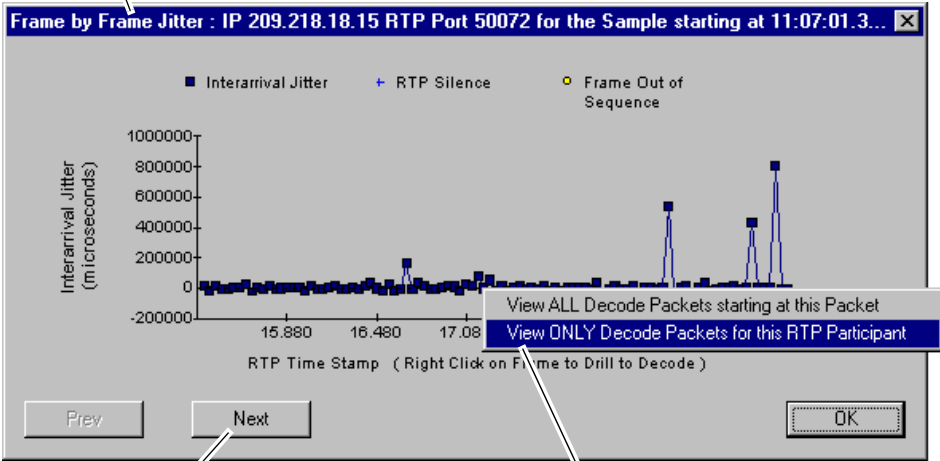 Frame by Frame Jitter : IP 209.218.18.15 RTP Port 50072 for the Sample starting at 11:07:01.3...
Interarrival Jitter
RTP Silence
Frame Out of
Sequence
Interarrival Jitter
(microseconds)
1000000
800000
600000
400000
200000
0
-200000
15.880 16.480 17.08
View ALL Decode Packets starting at this Packet
View ONLY Decode Packets for this RTP Participant
RTP Time Stamp ( Right Click on Frame to Drill to Decode )
Prev
Next
OK